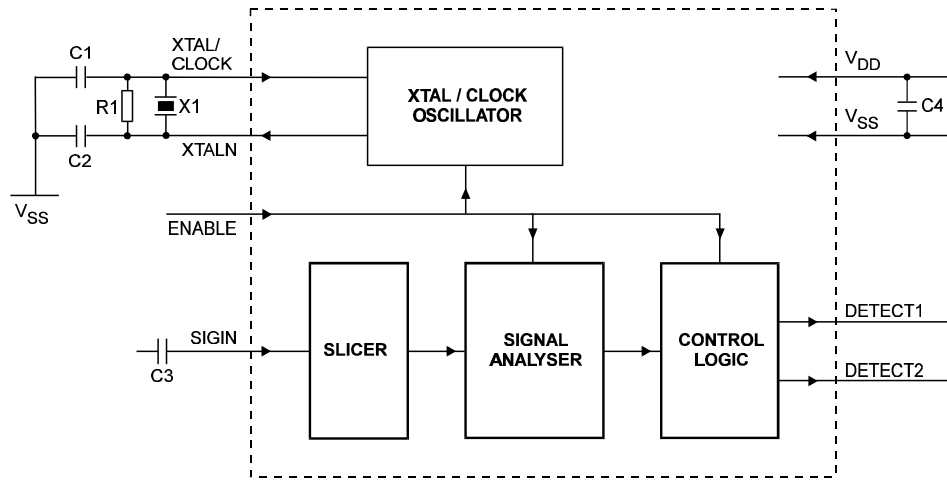 C1
XTAL/
CLOCK
R1
X1
C2
XTALN
VSS
XTAL / CLOCK
OSCILLATOR
VDD
C4
VSS
ENABLE
SIGIN
C3
SLICER
SIGNAL
ANALYSER
CONTROL
LOGIC
DETECT1
DETECT2